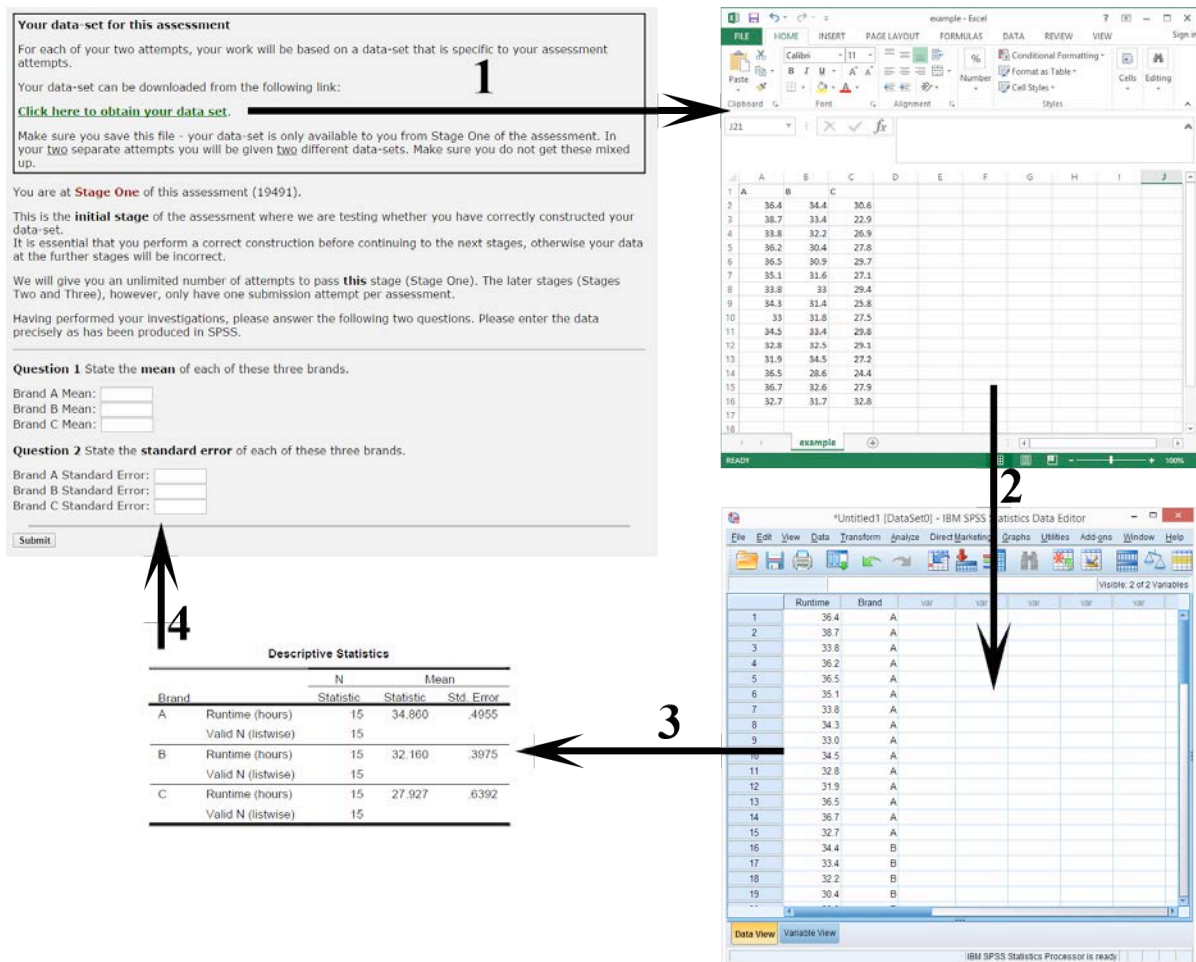 Your data-set for this assessment
For each of your two attempts, your work will be based on a data-set that is specific to your assessment
attempts.
Your data-set can be downloaded from the following link:
Click here to obtain your data set.
Make sure you save this file - your data-set is only available to you from Stage One of the assessment. In
your two separate attempts you will be given two different data-sets. Make sure you do not get these mixed
up.
1
You are at Stage One of this assessment (19491).
This is the initial stage of the assessment where we are testing whether you have correctly constructed your
data-set.
It is essential that you perform a correct construction before continuing to the next stages, otherwise your data
at the further stages will be incorrect.
We will give you an unlimited number of attempts to pass this stage (Stage One). The later stages (Stages
Two and Three), however, only have one submission attempt per assessment.
Having performed your investigations, please answer the following two questions. Please enter the data
precisely as has been produced in SPSS.
Question 1 State the mean of each of these three brands.
Brand A Mean:
Brand B Mean:
Brand C Mean:
Question 2 State the standard error of each of these three brands.
Brand A Standard Error:
Brand B Standard Error:
Brand C Standard Error:
Submit
example - Excel
FILE HOME INSERT PAGE LAYOUT FORMULAS DATA REVIEW VIEW Sign in
Calibri 11
Paste B I U A Number
Conditional Formatting
Format as Table
Cell Styles
Cells Editing
Clipboard Font Alignment Styles
J21 fx
A B C D E F G H I J
1 A B C
2 36.4 34.4 30.6
3 38.7 33.4 22.9
4 33.8 32.2 26.9
5 36.2 30.4 27.8
6 36.5 30.9 29.7
7 35.1 31.6 27.1
8 33.8 33 29.4
9 34.3 31.4 25.8
10 33 31.8 27.5
11 34.5 33.4 29.8
12 32.8 32.5 29.1
13 31.9 34.5 27.2
14 36.5 28.6 24.4
15 36.7 32.6 27.9
16 32.7 31.7 32.8
17
18
example
READY 100%
2
*Untitled1 [DataSet0] - IBM SPSS Statistics Data Editor
File Edit View Data Transform Analyze Direct Marketing Graphs Utilities Add-ons Window Help
Visible: 2 of 2 Variables
Runtime Brand var var var var var
1 36.4 A
2 38.7 A
3 33.8 A
4 36.2 A
5 36.5 A
6 35.1 A
7 33.8 A
8 34.3 A
9 33.0 A
10 34.5 A
11 32.8 A
12 31.9 A
13 36.5 A
14 36.7 A
15 32.7 A
16 34.4 B
17 33.4 B
18 32.2 B
19 30.4 B
Data View Variable View
IBM SPSS Statistics Processor is ready
3
4
Descriptive Statistics
N Mean
Brand Statistic Statistic Std. Error
A Runtime (hours) 15 34.860 .4955
Valid N (listwise) 15
B Runtime (hours) 15 32.160 .3975
Valid N (listwise) 15
C Runtime (hours) 15 27.927 .6392
Valid N (listwise) 15